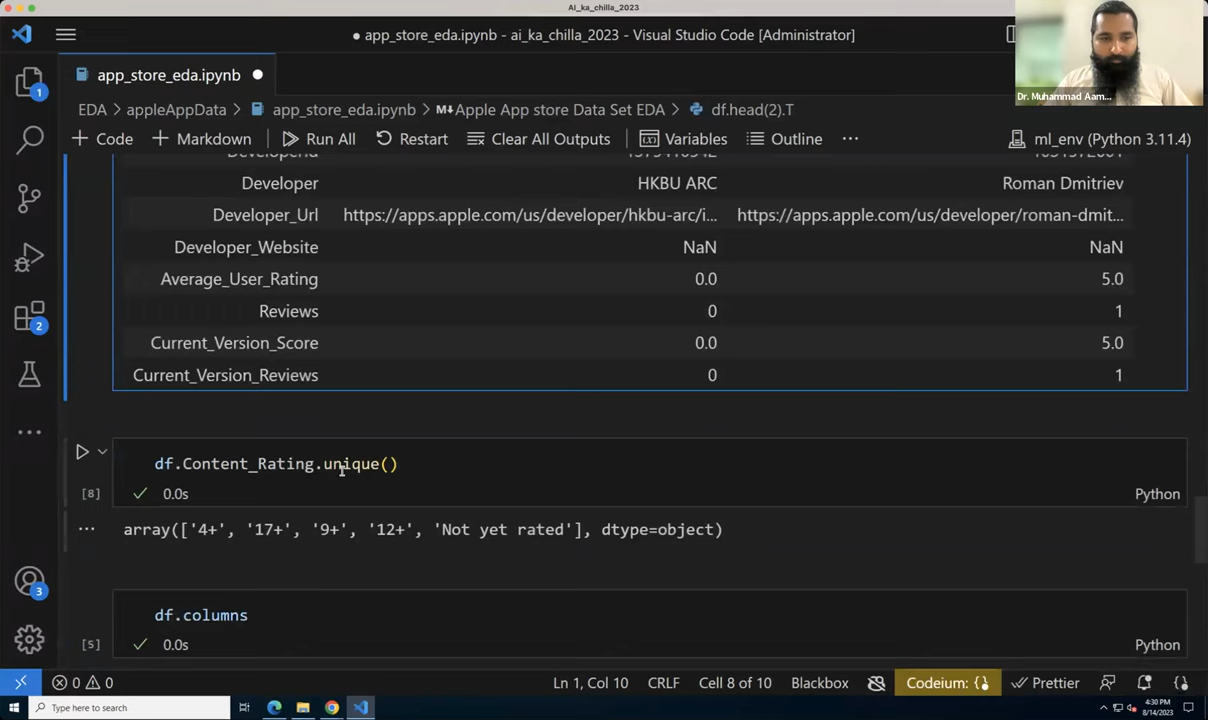 AI_ka_chilla_2023
● app_store_eda.ipynb - ai_ka_chilla_2023 - Visual Studio Code [Administrator]
Dr. Muhammad Aam...
app_store_eda.ipynb ●
EDA > appleAppData > app_store_eda.ipynb > M↓Apple App store Data Set EDA > df.head(2).T
+ Code + Markdown Run All Restart Clear All Outputs Variables Outline ... ml_env (Python 3.11.4)
Developer HKBU ARC Roman Dmitriev
Developer_Url https://apps.apple.com/us/developer/hkbu-arc/i... https://apps.apple.com/us/developer/roman-dmit...
Developer_Website NaN NaN
Average_User_Rating 0.0 5.0
Reviews 0 1
Current_Version_Score 0.0 5.0
Current_Version_Reviews 0 1
df.Content_Rating.unique()
[8] 0.0s Python
array(['4+', '17+', '9+', '12+', 'Not yet rated'], dtype=object)
df.columns
[5] 0.0s Python
1
2
3
0 0 Ln 1, Col 10 CRLF Cell 8 of 10 Blackbox Codeium: {} Prettier
Type here to search
4:30 PM
8/14/2023